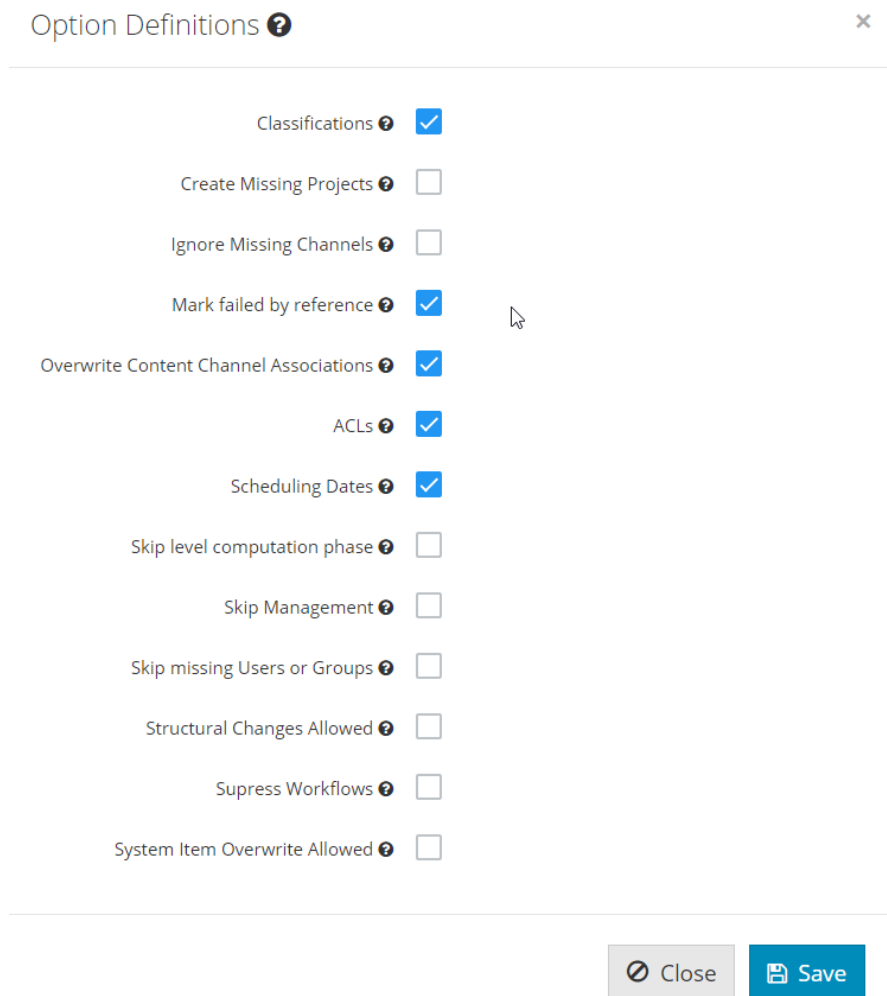 Option Definitions
Classifications
Create Missing Projects
Ignore Missing Channels
Mark failed by reference
Overwrite Content Channel Associations
ACLs
Scheduling Dates
Skip level computation phase
Skip Management
Skip missing Users or Groups
Structural Changes Allowed
Supress Workflows
System Item Overwrite Allowed
Close Save